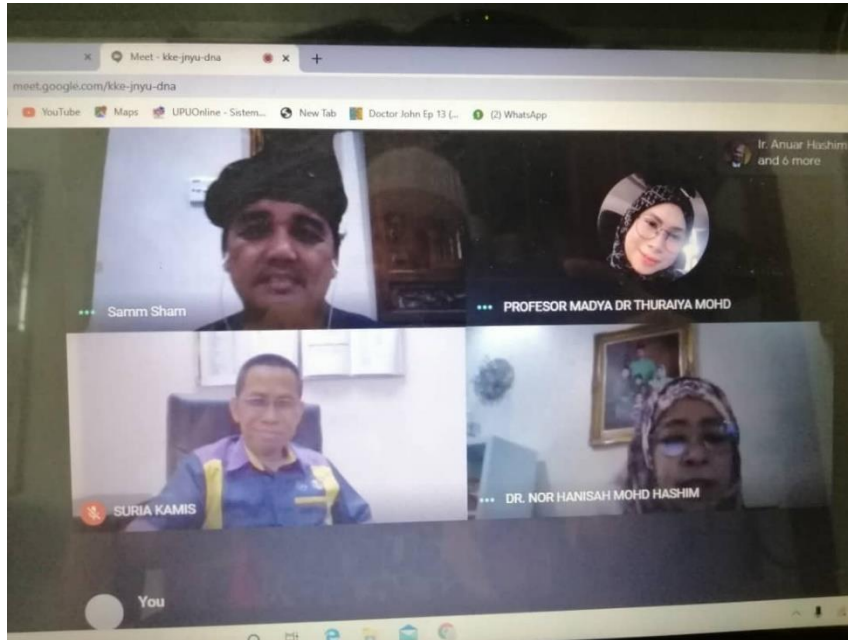 Meet - kke-jnyu-dna
meet.google.com/kke-jnyu-dna
YouTube Maps UPUOnline - Sistem... New Tab Doctor John Ep 13 (... (2) WhatsApp
Ir. Anuar Hashim
and 6 more
Samm Sham
PROFESOR MADYA DR THURAIYA MOHD
SURIA KAMIS
DR. NOR HANISAH MOHD HASHIM
You